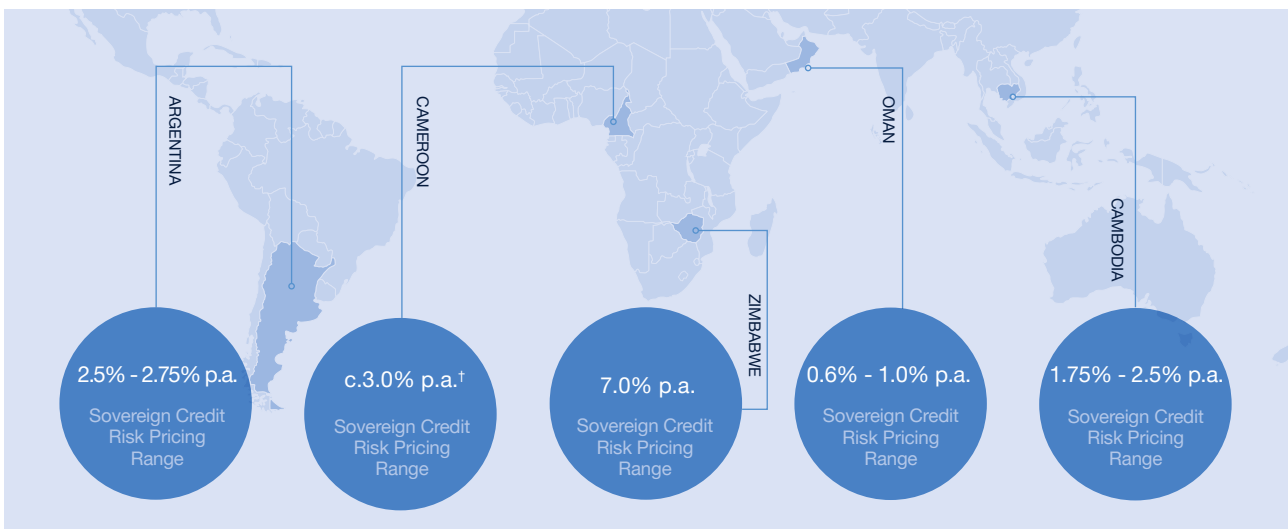 ARGENTINA
2.5% - 2.75% p.a.
Sovereign Credit
Risk Pricing
Range
CAMEROON
c.3.0% p.a.†
Sovereign Credit
Risk Pricing
Range
ZIMBABWE
7.0% p.a.
Sovereign Credit
Risk Pricing
Range
OMAN
0.6% - 1.0% p.a.
Sovereign Credit
Risk Pricing
Range
CAMBODIA
1.75% - 2.5% p.a.
Sovereign Credit
Risk Pricing
Range